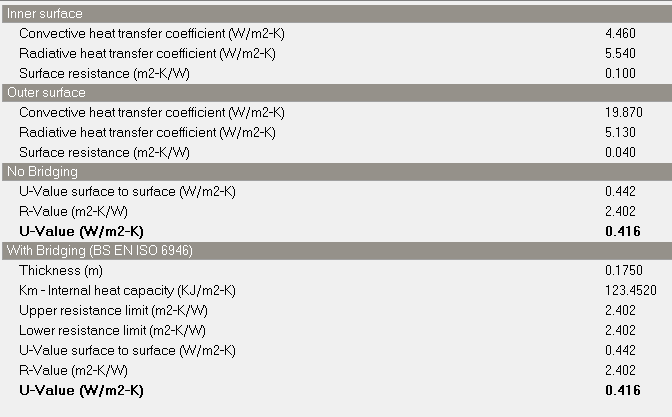 Inner surface
Convective heat transfer coefficient (W/m2-K) 4.460
Radiative heat transfer coefficient (W/m2-K) 5.540
Surface resistance (m2-K/W) 0.100
Outer surface
Convective heat transfer coefficient (W/m2-K) 19.870
Radiative heat transfer coefficient (W/m2-K) 5.130
Surface resistance (m2-K/W) 0.040
No Bridging
U-Value surface to surface (W/m2-K) 0.442
R-Value (m2-K/W) 2.402
U-Value (W/m2-K) 0.416
With Bridging (BS EN ISO 6946)
Thickness (m) 0.1750
Km - Internal heat capacity (KJ/m2-K) 123.4520
Upper resistance limit (m2-K/W) 2.402
Lower resistance limit (m2-K/W) 2.402
U-Value surface to surface (W/m2-K) 0.442
R-Value (m2-K/W) 2.402
U-Value (W/m2-K) 0.416